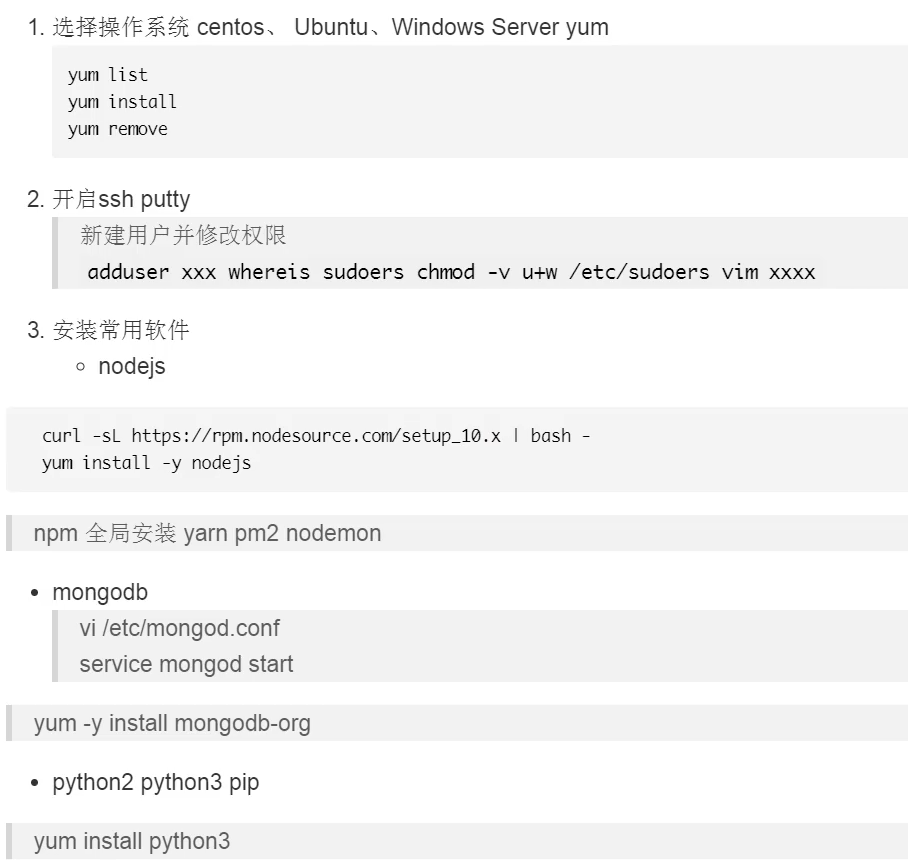 1. 选择操作系统 centos、 Ubuntu、Windows Server yum
yum list
yum install
yum remove
2. 开启ssh putty
新建用户并修改权限
adduser xxx whereis sudoers chmod -v u+w /etc/sudoers vim xxxx
3. 安装常用软件
nodejs
curl -sL https://rpm.nodesource.com/setup_10.x | bash -
yum install -y nodejs
npm 全局安装 yarn pm2 nodemon
mongodb
vi /etc/mongod.conf
service mongod start
yum -y install mongodb-org
python2 python3 pip
yum install python3